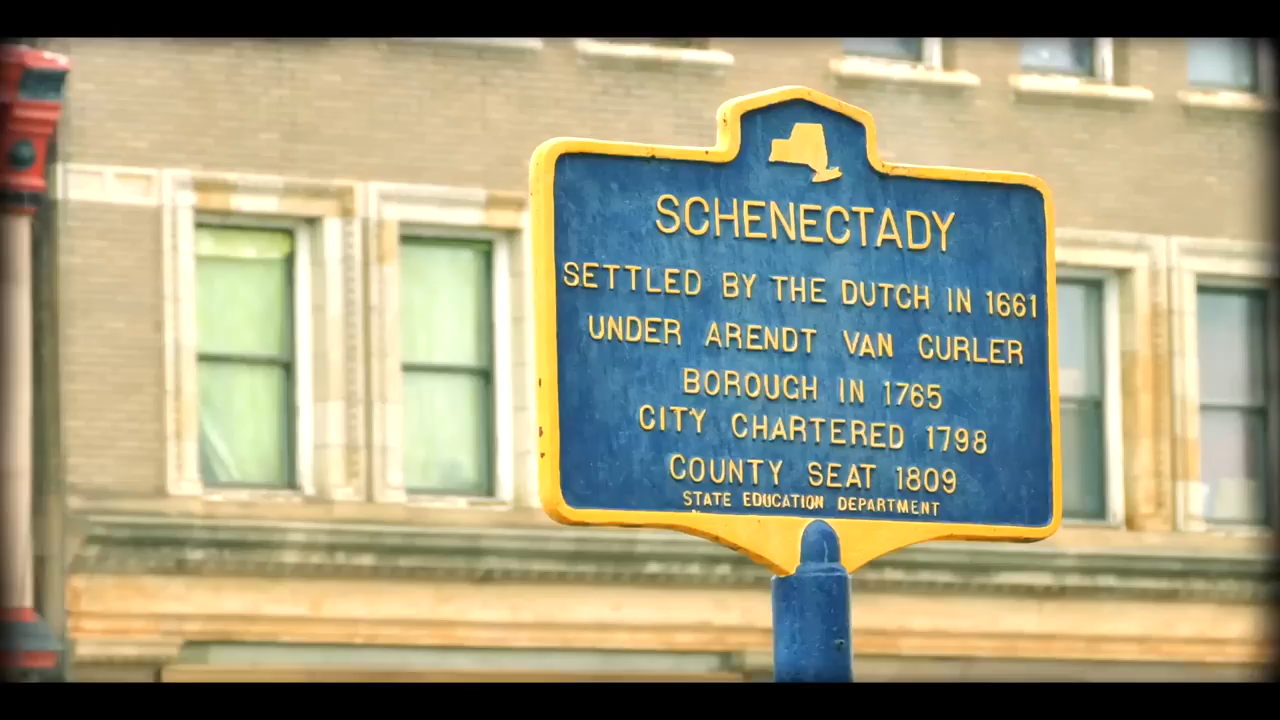 SCHENECTADY
SETTLED BY THE DUTCH IN 1661
UNDER ARENDT VAN CURLER
BOROUGH IN 1765
CITY CHARTERED 1798
COUNTY SEAT 1809
STATE EDUCATION DEPARTMENT